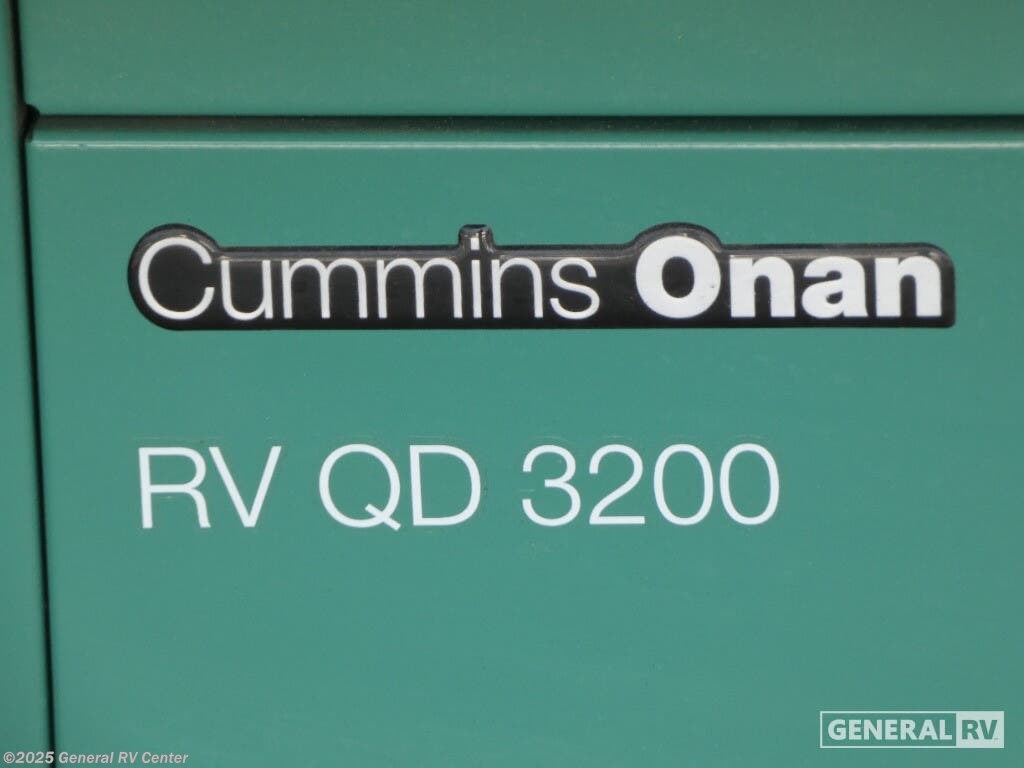 Cummins Onan
RV QD 3200
GENERAL RV
©2025 General RV Center